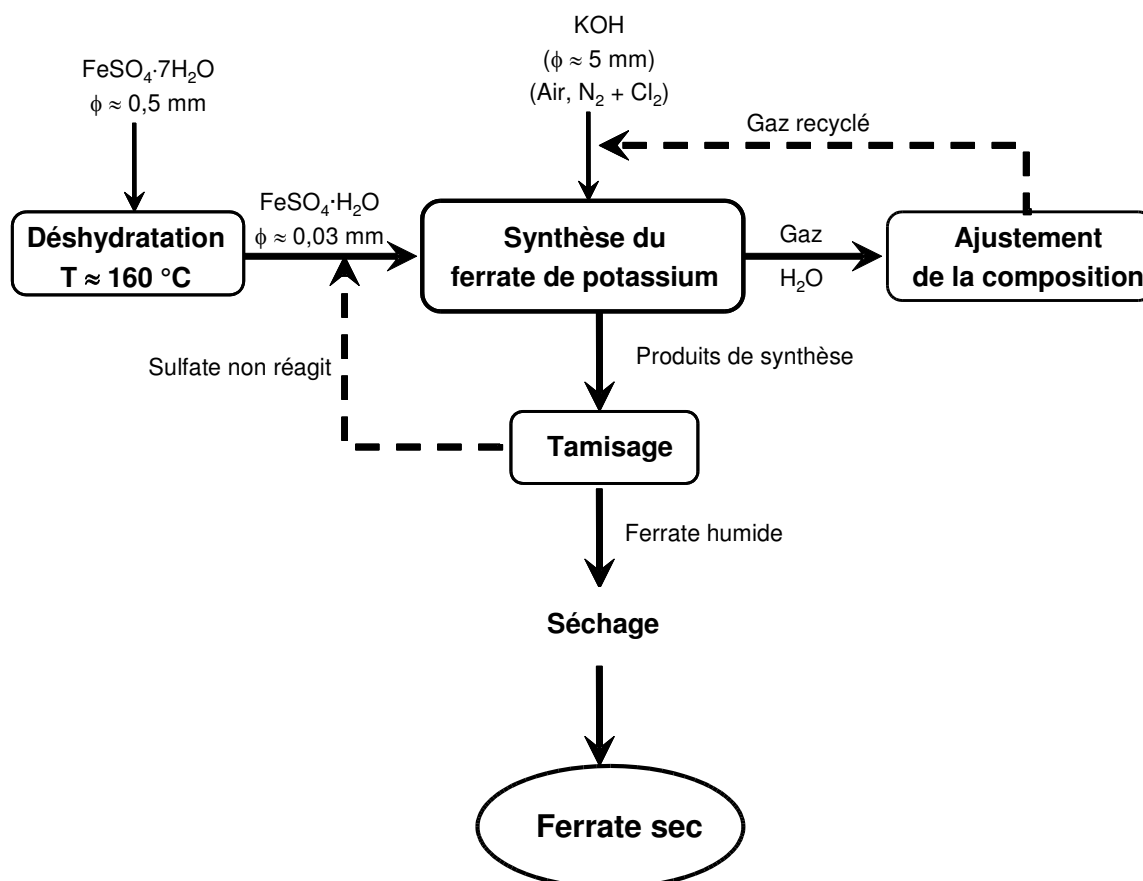 KOH
(ϕ ≈ 5 mm)
(Air, N₂ + Cl₂)
FeSO₄·7H₂O
ϕ ≈ 0,5 mm
Gaz recyclé
FeSO₄·H₂O
ϕ ≈ 0,03 mm
Déshydratation
T ≈ 160 °C
Synthèse du
ferrate de potassium
Gaz
H₂O
Ajustement
de la composition
Sulfate non réagit
Produits de synthèse
Tamisage
Ferrate humide
Séchage
Ferrate sec